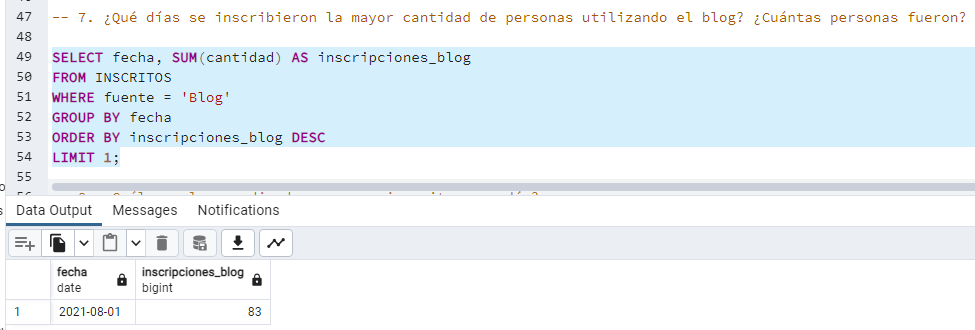 47 -- 7. ¿Qué días se inscribieron la mayor cantidad de personas utilizando el blog? ¿Cuántas personas fueron?
48
49 SELECT fecha, SUM(cantidad) AS inscripciones_blog
50 FROM INSCRITOS
51 WHERE fuente = 'Blog'
52 GROUP BY fecha
53 ORDER BY inscripciones_blog DESC
54 LIMIT 1;
55
Data Output Messages Notifications
fecha inscripciones_blog
date bigint
1 2021-08-01 83